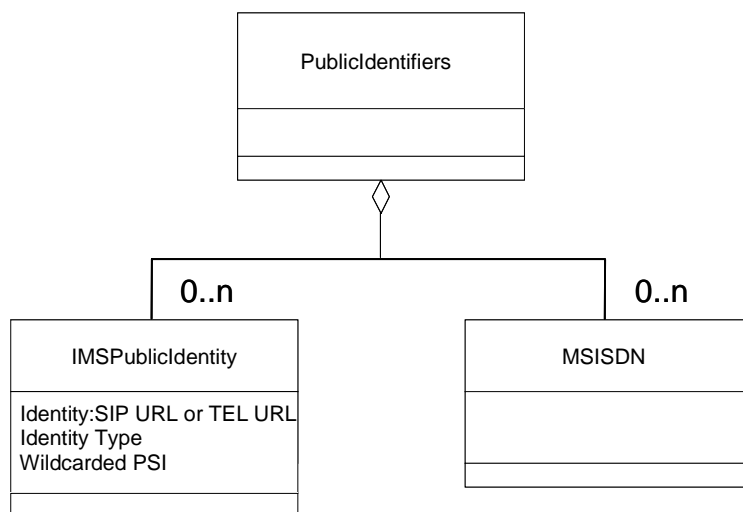 PublicIdentifiers
0..n
0..n
IMSPublicIdentity
MSISDN
Identity:SIP URL or TEL URL
Identity Type
Wildcarded PSI